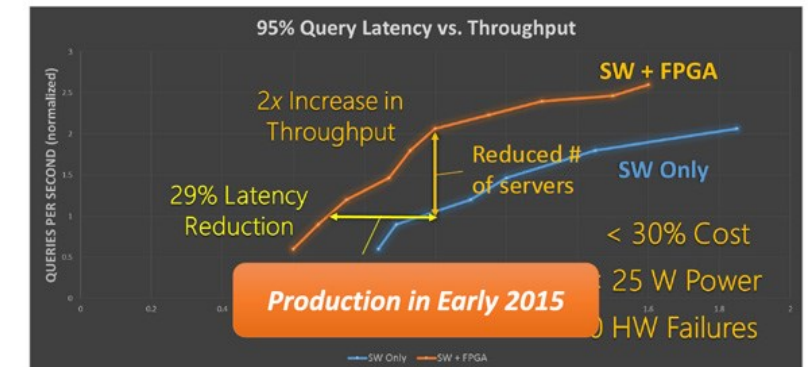 95% Query Latency vs. Throughput
QUERIES PER SECOND (normalized)
3
2.5
2
1.5
1
0.5
0
SW + FPGA
2x Increase in
Throughput
Reduced #
of servers
SW Only
29% Latency
Reduction
< 30% Cost
25 W Power
HW Failures
Production in Early 2015
0
0.2
0.4
1.6
1.8
2
SW Only
SW + FPGA